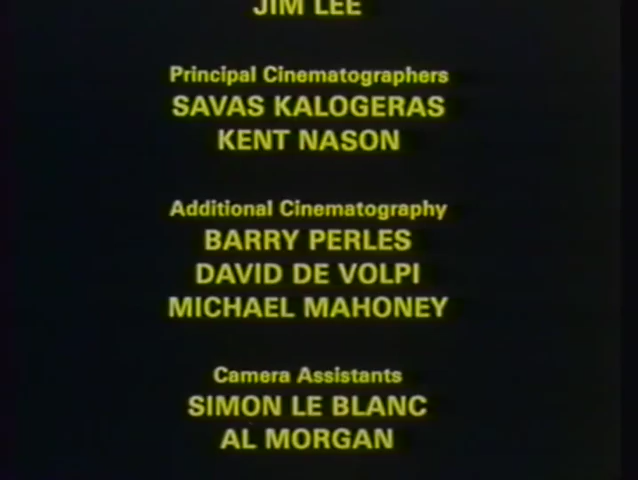 JIM LEE
Principal Cinematographers
SAVAS KALOGERAS
KENT NASON
Additional Cinematography
BARRY PERLES
DAVID DE VOLPI
MICHAEL MAHONEY
Camera Assistants
SIMON LE BLANC
AL MORGAN